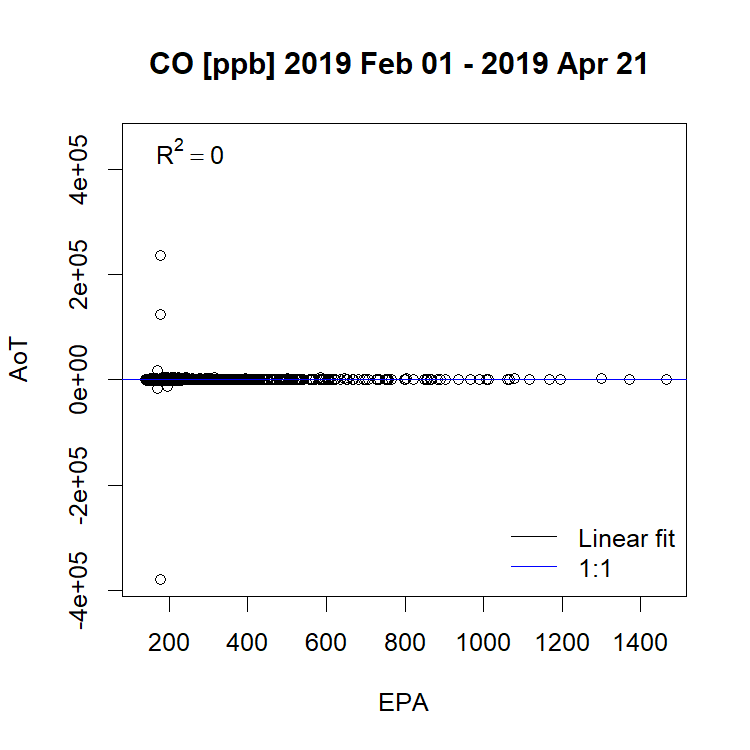 CO [ppb] 2019 Feb 01 - 2019 Apr 21
R² = 0
4e+05
2e+05
0e+00
-2e+05
-4e+05
AoT
Linear fit
1:1
200 400 600 800 1000 1200 1400
EPA